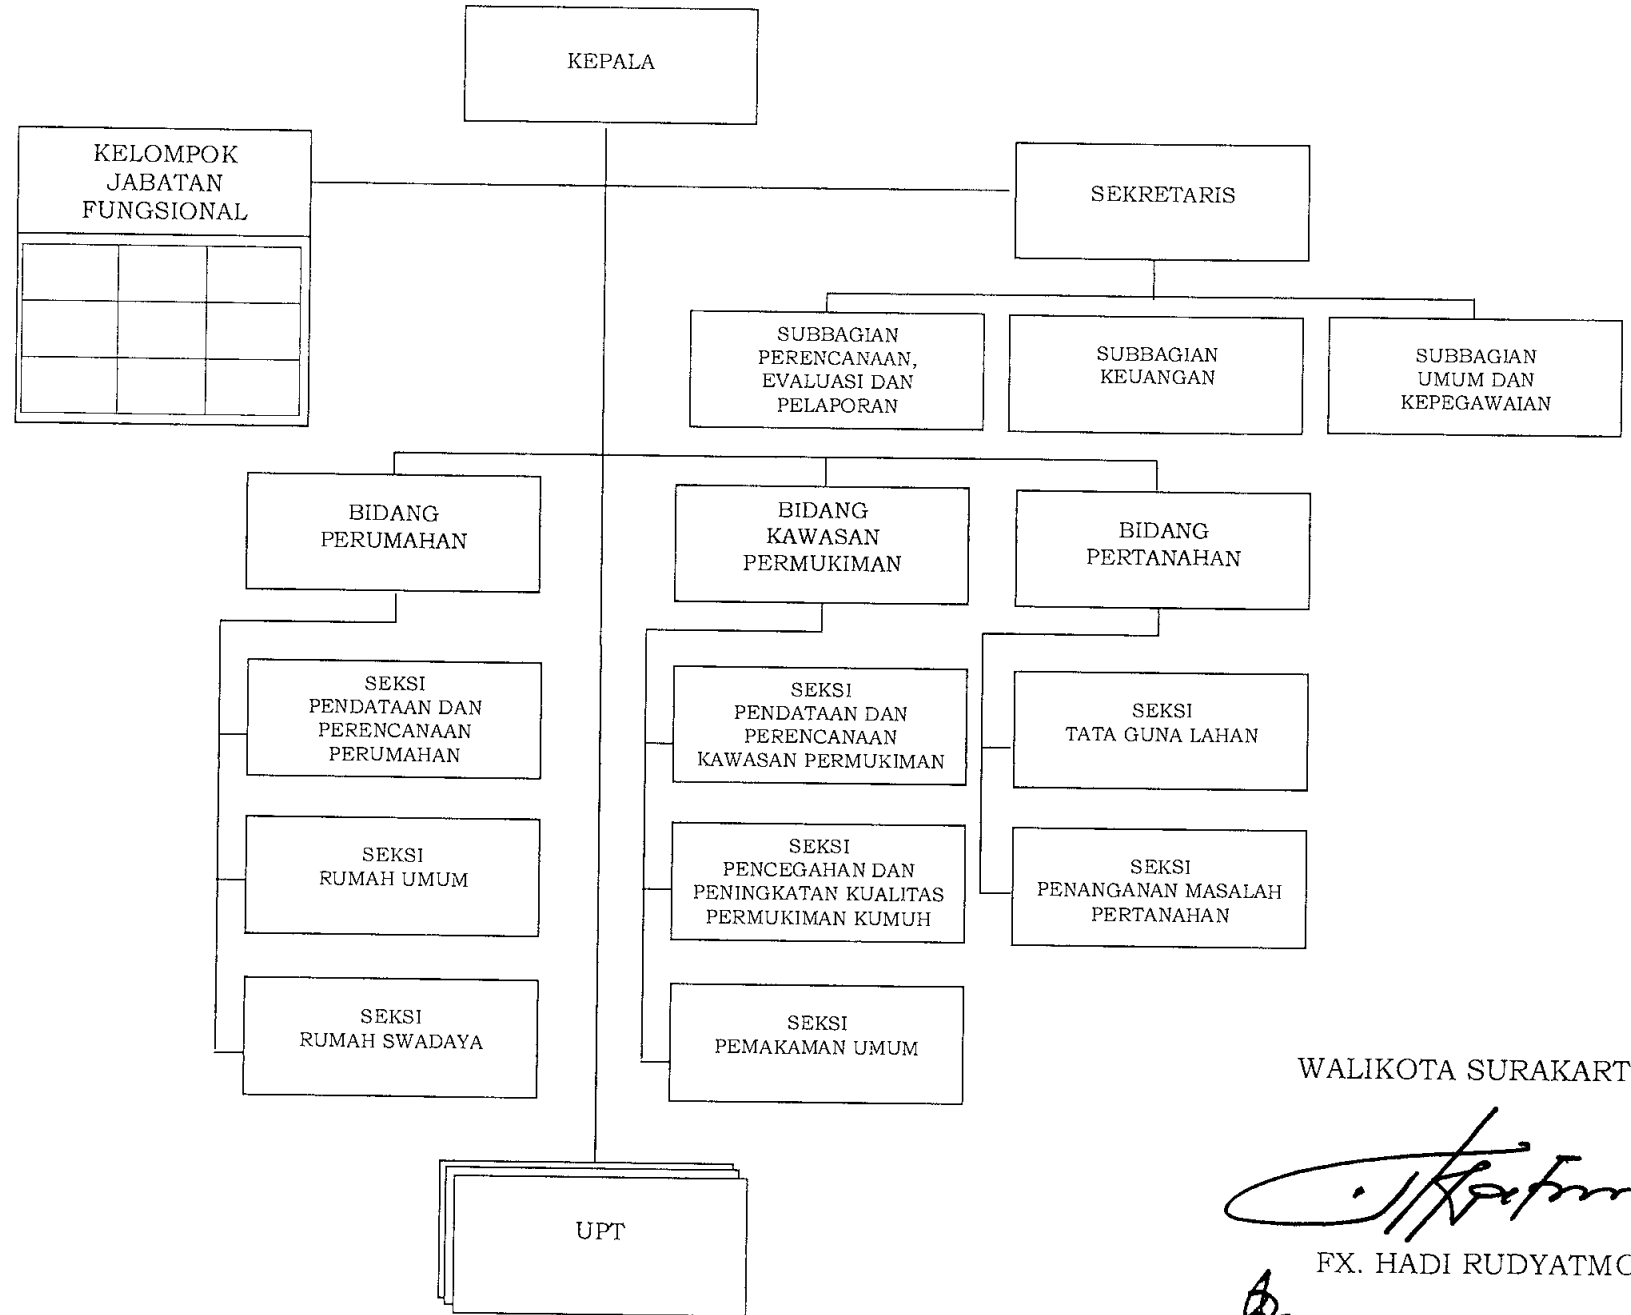 KEPALA
KELOMPOK
JABATAN
FUNGSIONAL
SEKRETARIS
SUBBAGIAN
PERENCANAAN,
EVALUASI DAN
PELAPORAN
SUBBAGIAN
KEUANGAN
SUBBAGIAN
UMUM DAN
KEPEGAWAIAN
BIDANG
PERUMAHAN
BIDANG
KAWASAN
PERMUKIMAN
BIDANG
PERTANAHAN
SEKSI
PENDATAAN DAN
PERENCANAAN
PERUMAHAN
SEKSI
RUMAH UMUM
SEKSI
RUMAH SWADAYA
SEKSI
PENDATAAN DAN
PERENCANAAN
KAWASAN PERMUKIMAN
SEKSI
PENCEGAHAN DAN
PENINGKATAN KUALITAS
PERMUKIMAN KUMUH
SEKSI
PEMAKAMAN UMUM
SEKSI
TATA GUNA LAHAN
SEKSI
PENANGANAN MASALAH
PERTANAHAN
UPT
WALIKOTA SURAKART
FX. HADI RUDYATMO